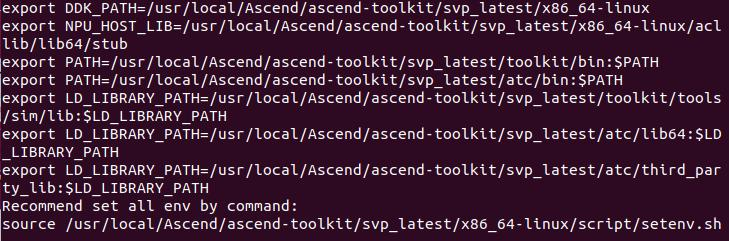 export DDK_PATH=/usr/local/Ascend/ascend-toolkit/svp_latest/x86_64-linux
export NPU_HOST_LIB=/usr/local/Ascend/ascend-toolkit/svp_latest/x86_64-linux/acl
lib/lib64/stub
export PATH=/usr/local/Ascend/ascend-toolkit/svp_latest/toolkit/bin:$PATH
export PATH=/usr/local/Ascend/ascend-toolkit/svp_latest/atc/bin:$PATH
export LD_LIBRARY_PATH=/usr/local/Ascend/ascend-toolkit/svp_latest/toolkit/tools
/sim/lib:$LD_LIBRARY_PATH
export LD_LIBRARY_PATH=/usr/local/Ascend/ascend-toolkit/svp_latest/atc/lib64:$LD
_LIBRARY_PATH
export LD_LIBRARY_PATH=/usr/local/Ascend/ascend-toolkit/svp_latest/atc/third_par
ty_lib:$LD_LIBRARY_PATH
Recommend set all env by command:
source /usr/local/Ascend/ascend-toolkit/svp_latest/x86_64-linux/script/setenv.sh